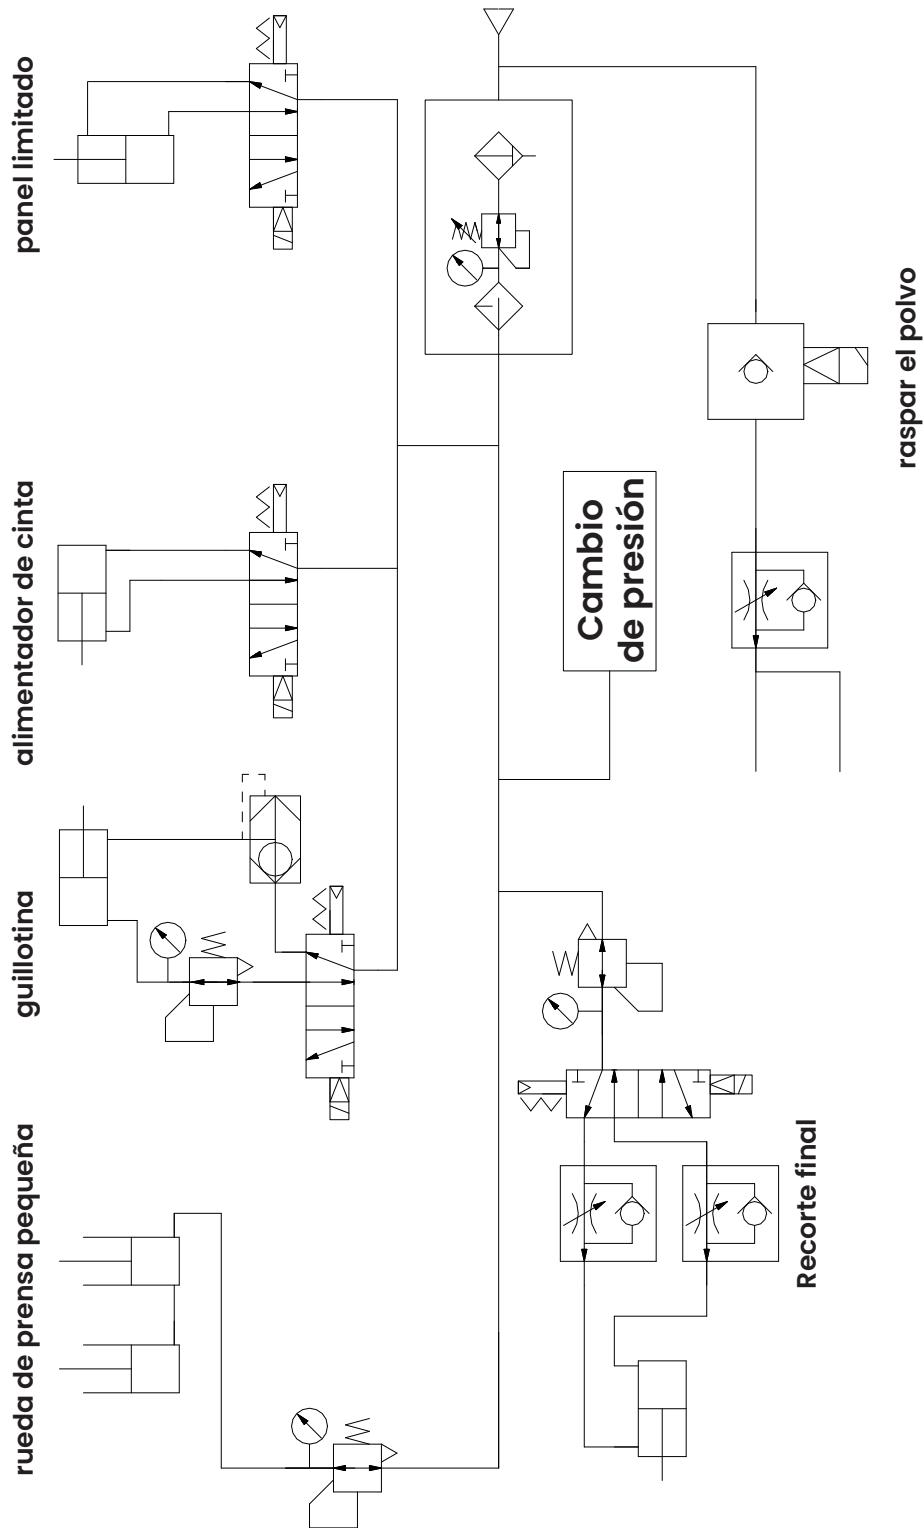 rueda de prensa pequeña
guillotina
alimentador de cinta
panel limitado
Cambio
de presión
Recorte final
raspar el polvo